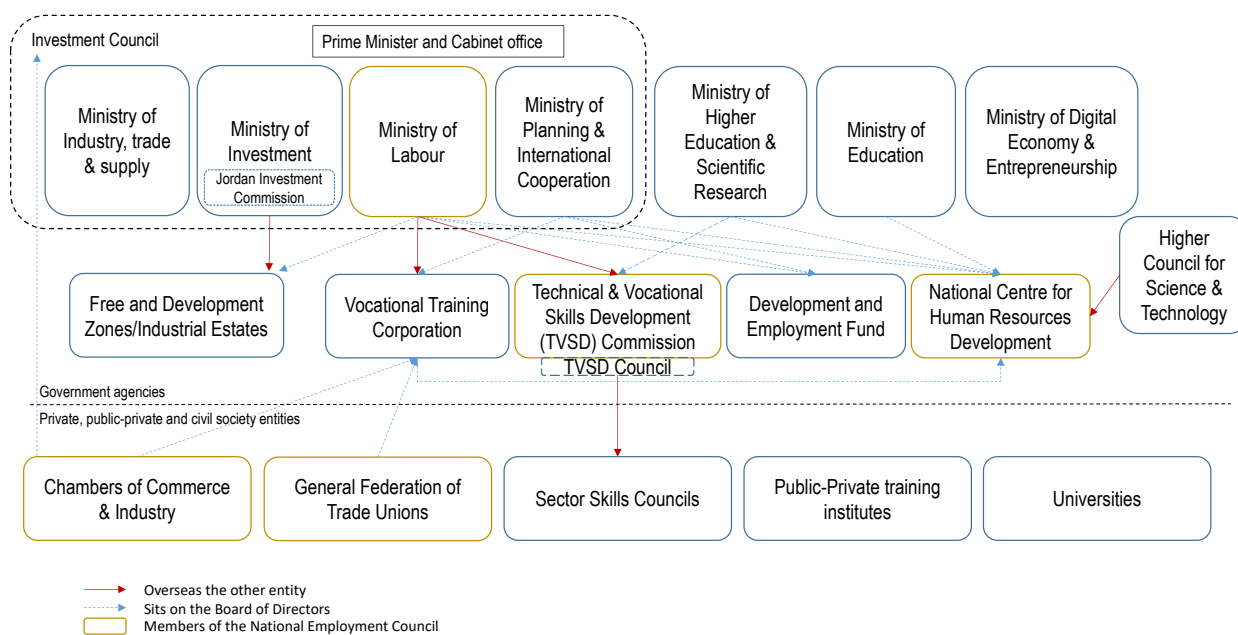 Investment Council
Prime Minister and Cabinet office
Ministry of
Industry, trade
& supply
Ministry of
Investment
Jordan Investment
Commission
Ministry of
Labour
Ministry of
Planning &
International
Cooperation
Ministry of
Higher
Education &
Scientific
Research
Ministry of
Education
Ministry of Digital
Economy &
Entrepreneurship
Higher
Council for
Science &
Technology
Free and Development
Zones/Industrial Estates
Vocational Training
Corporation
Technical & Vocational
Skills Development
(TVSD) Commission
TVSD Council
Development and
Employment Fund
National Centre for
Human Resources
Development
Government agencies
Private, public-private and civil society entities
Chambers of Commerce
& Industry
General Federation of
Trade Unions
Sector Skills Councils
Public-Private training
institutes
Universities
Overseas the other entity
Sits on the Board of Directors
Members of the National Employment Council